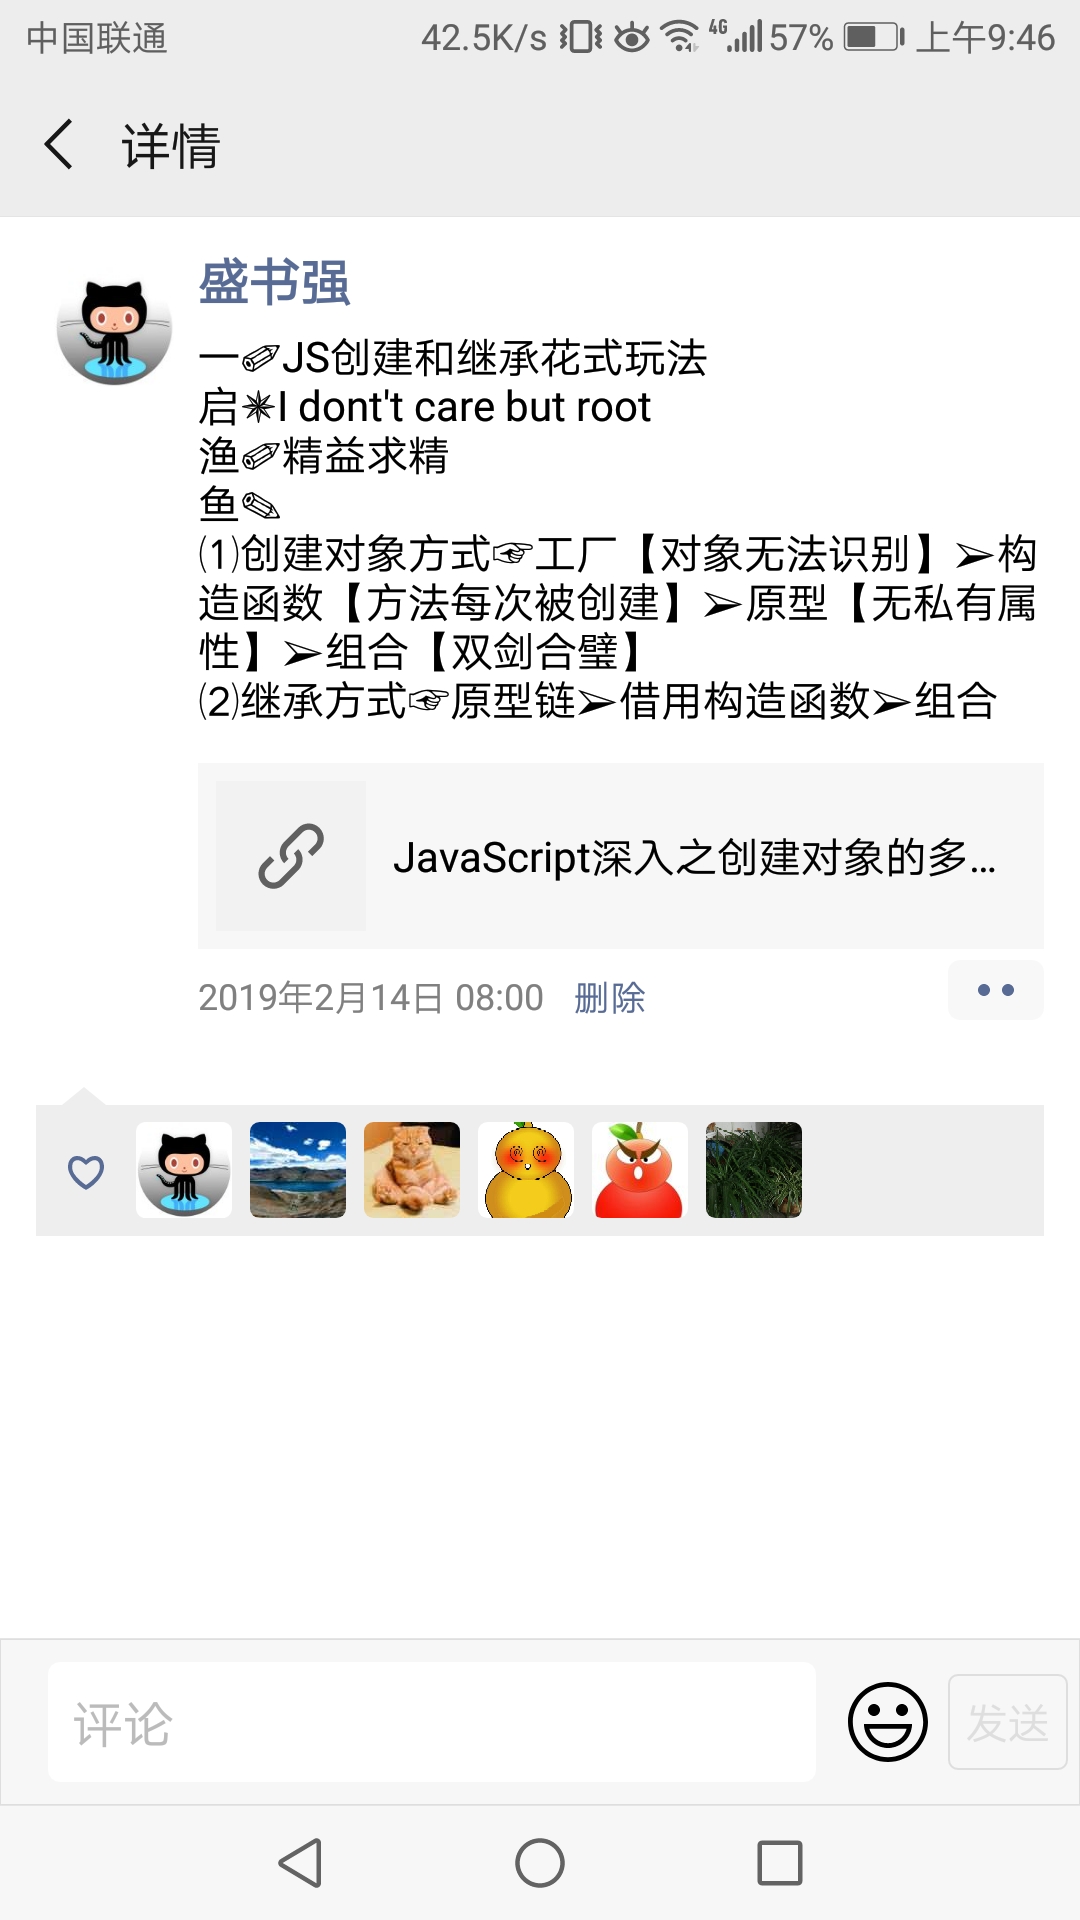 中国联通 42.5K/s 4G 57% 上午9:46
详情
盛书强
一✐JS创建和继承花式玩法
启✵I dont't care but root
渔✐精益求精
鱼✎
⑴创建对象方式☞工厂【对象无法识别】➢构
造函数【方法每次被创建】➢原型【无私有属
性】➢组合【双剑合璧】
⑵继承方式☞原型链➢借用构造函数➢组合
JavaScript深入之创建对象的多...
2019年2月14日 08:00 删除
评论 发送